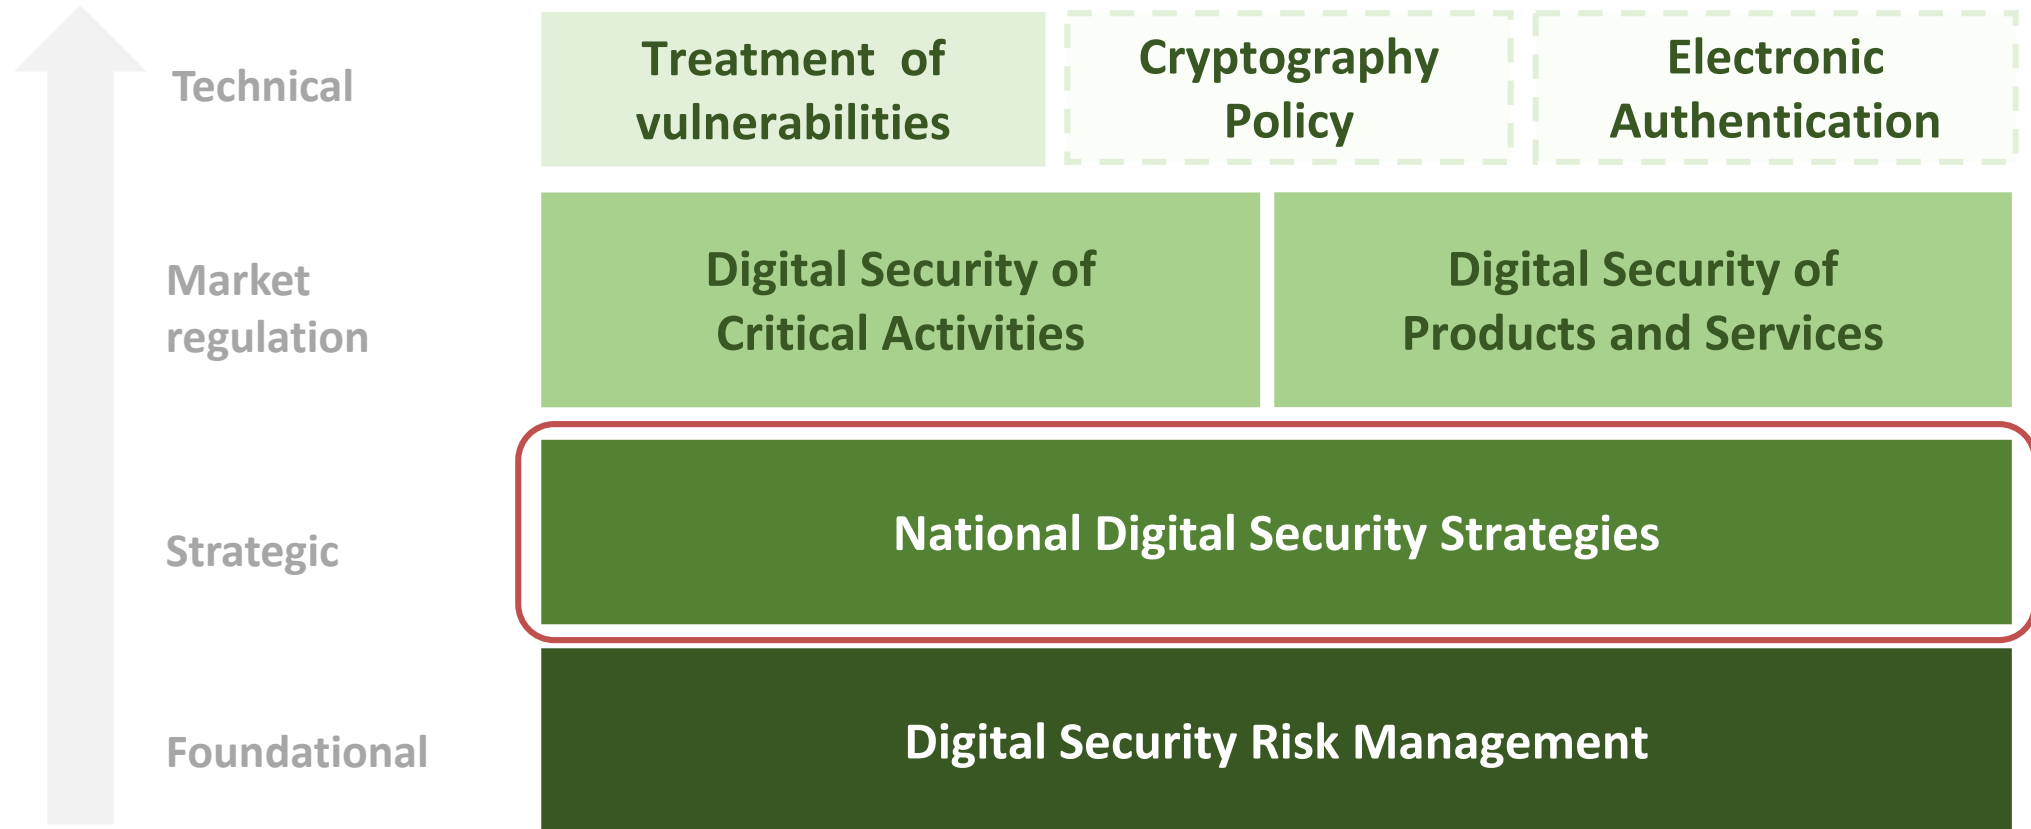 Technical
Treatment of
vulnerabilities
Cryptography
Policy
Electronic
Authentication
Market
regulation
Digital Security of
Critical Activities
Digital Security of
Products and Services
Strategic
National Digital Security Strategies
Foundational
Digital Security Risk Management